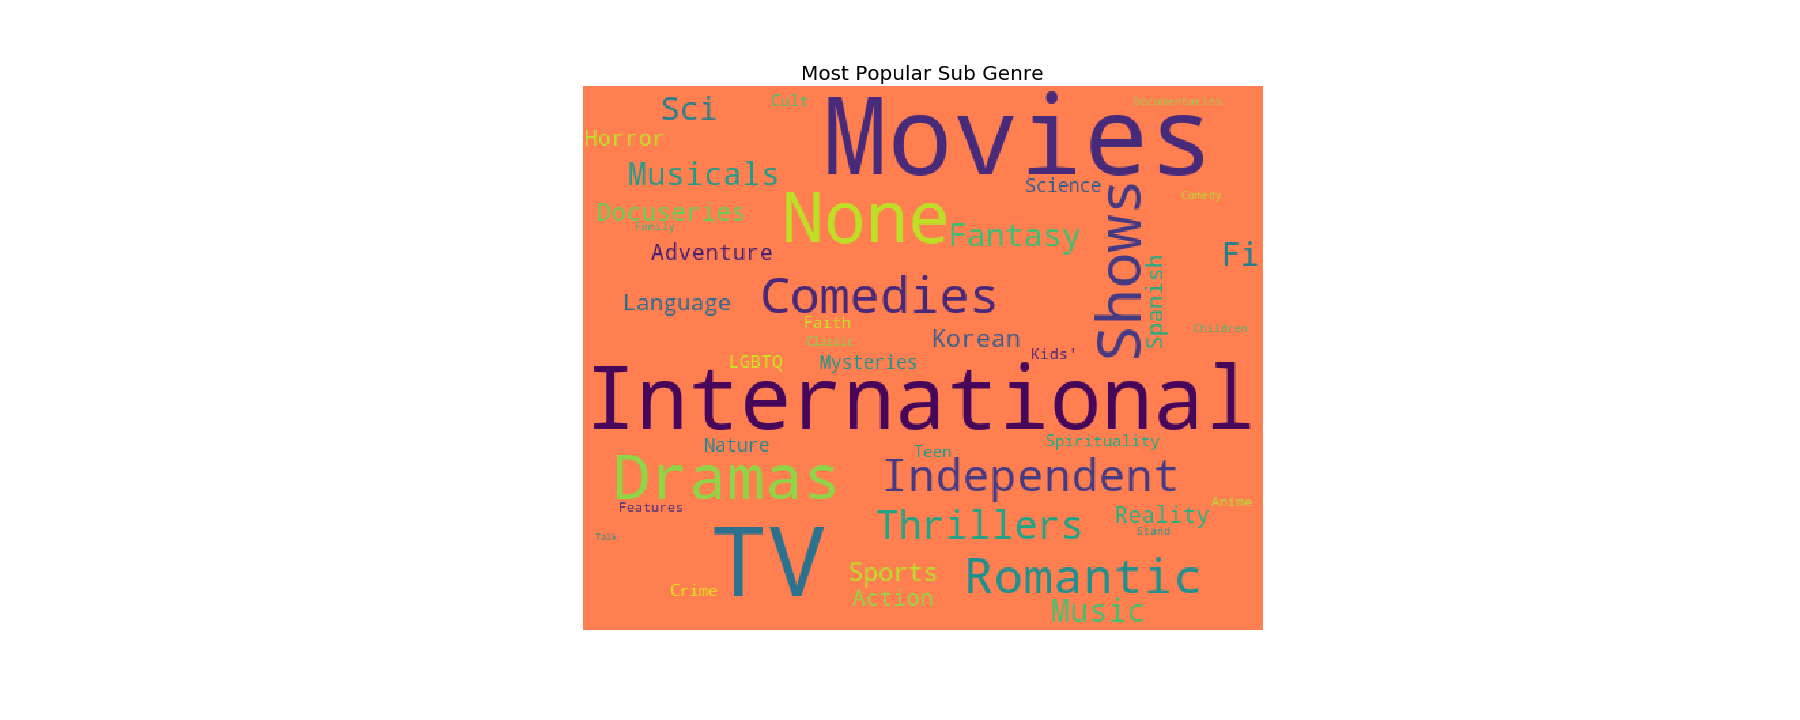 Most Popular Sub Genre
Sci
Cult
Movies
Documentaries
Horror
Musicals
Science
Comedy
None
Docuseries
Family
Fantasy
Shows
Adventure
Fi
Spanish
Comedies
Language
Faith
Classic
Korean
Children
Kids'
LGBTQ
Mysteries
International
Nature
Teen
Spirituality
Dramas
Independent
Features
Anime
Thrillers
Reality
Stand
Talk
TV
Sports
Romantic
Crime
Action
Music